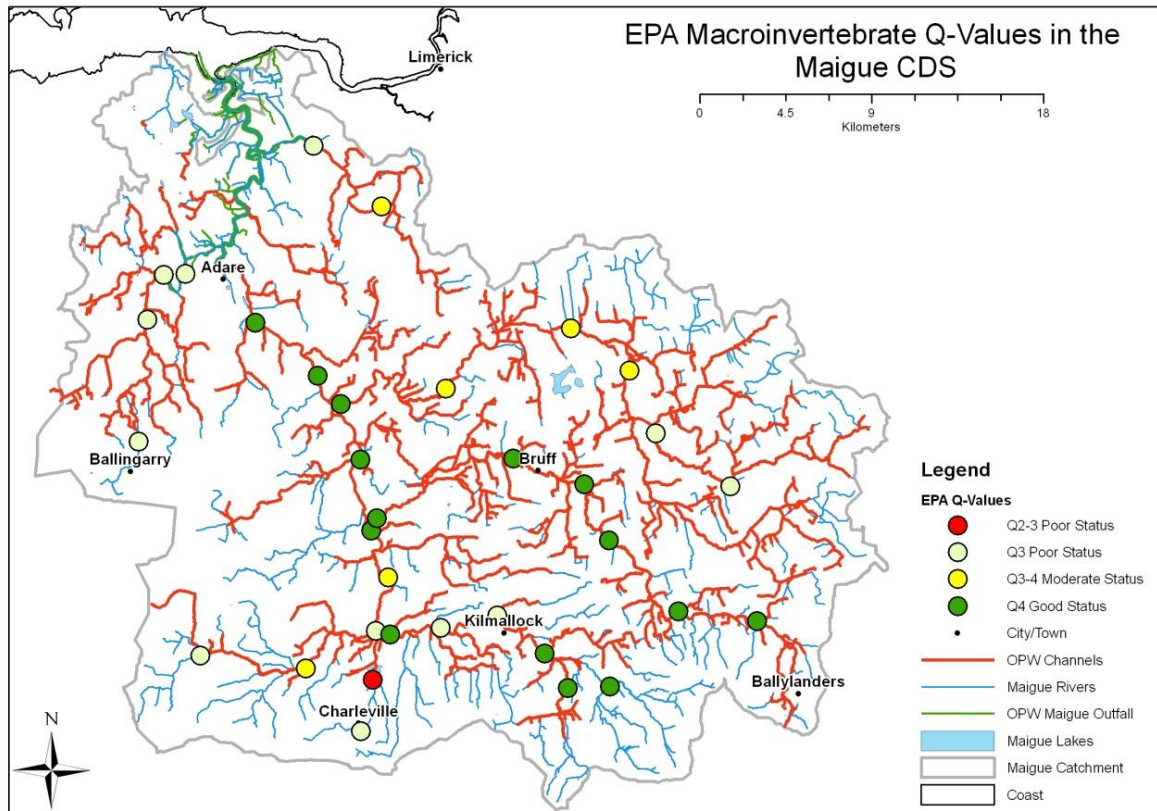 EPA Macroinvertebrate Q-Values in the
Maigue CDS
0 4.5 9 18
Kilometers
Limerick
Adare
Ballingarry
Bruff
Kilmallock
Ballylanders
Charleville
N
Legend
EPA Q-Values
Q2-3 Poor Status
Q3 Poor Status
Q3-4 Moderate Status
Q4 Good Status
City/Town
OPW Channels
Maigue Rivers
OPW Maigue Outfall
Maigue Lakes
Maigue Catchment
Coast